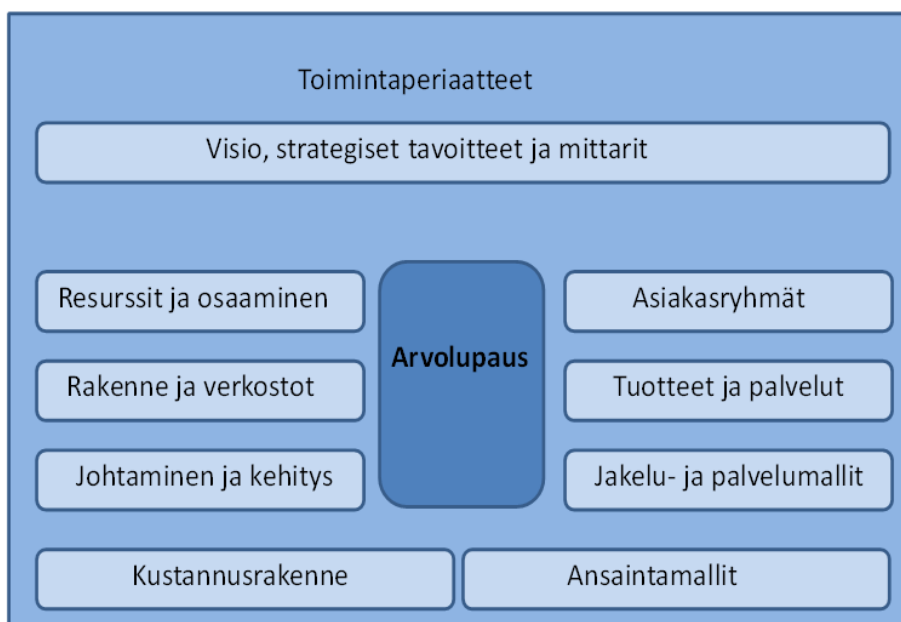 Toimintaperiaatteet
Visio, strategiset tavoitteet ja mittarit
Resurssit ja osaaminen
Rakenne ja verkostot
Johtaminen ja kehitys
Arvolupaus
Asiakasryhmät
Tuotteet ja palvelut
Jakelu- ja palvelumallit
Kustannusrakenne
Ansaintamallit